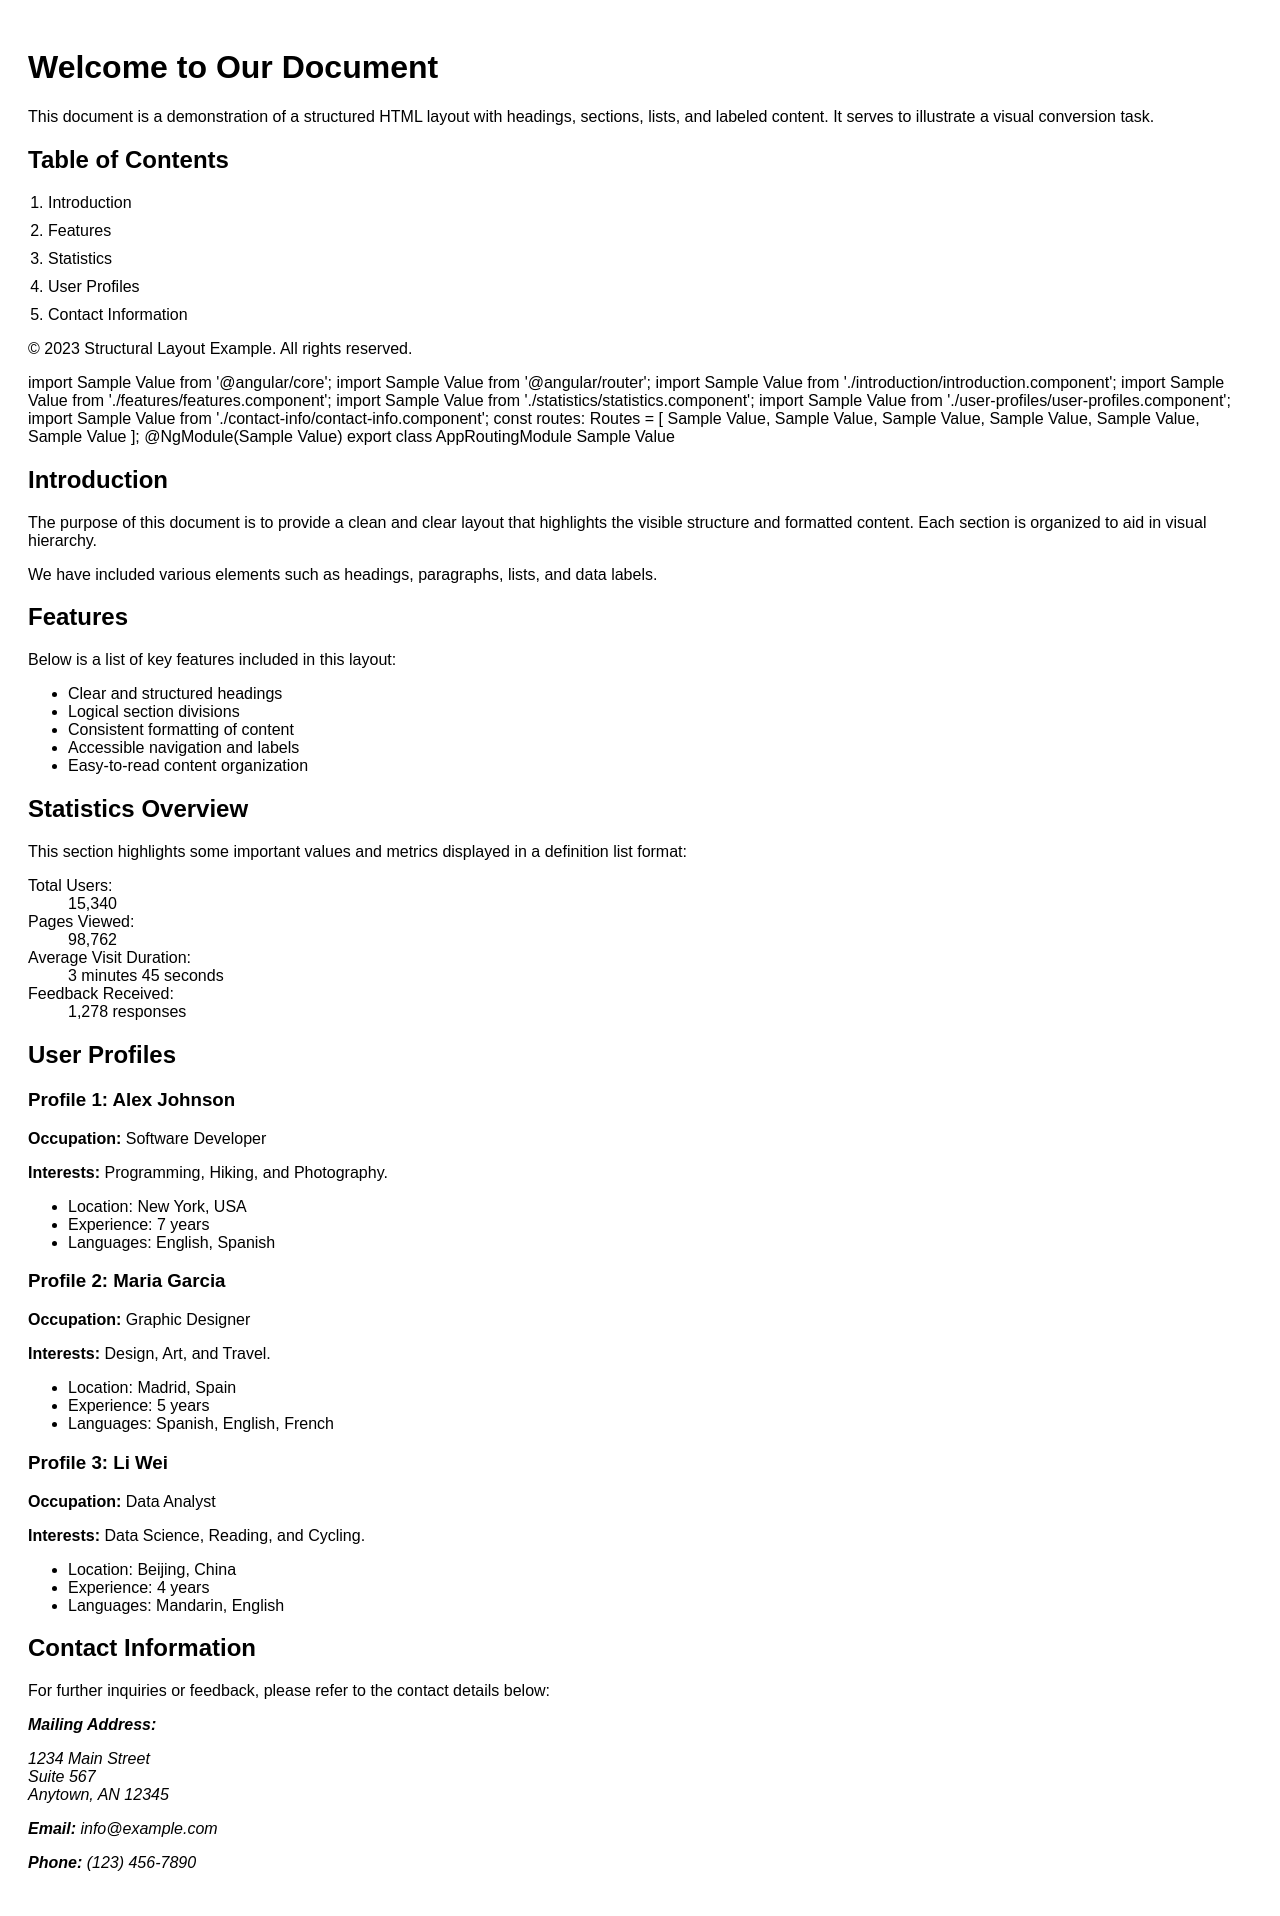 Welcome to Our Document
This document is a demonstration of a structured HTML layout with headings, sections, lists, and labeled content. It serves to illustrate a visual conversion task.
Table of Contents
1. Introduction
2. Features
3. Statistics
4. User Profiles
5. Contact Information
© 2023 Structural Layout Example. All rights reserved.
import Sample Value from '@angular/core'; import Sample Value from '@angular/router'; import Sample Value from './introduction/introduction.component'; import Sample
Value from './features/features.component'; import Sample Value from './statistics/statistics.component'; import Sample Value from './user-profiles/user-profiles.component';
import Sample Value from './contact-info/contact-info.component'; const routes: Routes = [ Sample Value, Sample Value, Sample Value, Sample Value, Sample Value,
Sample Value ]; @NgModule(Sample Value) export class AppRoutingModule Sample Value
Introduction
The purpose of this document is to provide a clean and clear layout that highlights the visible structure and formatted content. Each section is organized to aid in visual
hierarchy.
We have included various elements such as headings, paragraphs, lists, and data labels.
Features
Below is a list of key features included in this layout:
• Clear and structured headings
• Logical section divisions
• Consistent formatting of content
• Accessible navigation and labels
• Easy-to-read content organization
Statistics Overview
This section highlights some important values and metrics displayed in a definition list format:
Total Users:
15,340
Pages Viewed:
98,762
Average Visit Duration:
3 minutes 45 seconds
Feedback Received:
1,278 responses
User Profiles
Profile 1: Alex Johnson
Occupation: Software Developer
Interests: Programming, Hiking, and Photography.
• Location: New York, USA
• Experience: 7 years
• Languages: English, Spanish
Profile 2: Maria Garcia
Occupation: Graphic Designer
Interests: Design, Art, and Travel.
• Location: Madrid, Spain
• Experience: 5 years
• Languages: Spanish, English, French
Profile 3: Li Wei
Occupation: Data Analyst
Interests: Data Science, Reading, and Cycling.
• Location: Beijing, China
• Experience: 4 years
• Languages: Mandarin, English
Contact Information
For further inquiries or feedback, please refer to the contact details below:
Mailing Address:
1234 Main Street
Suite 567
Anytown, AN 12345
Email: info@example.com
Phone: (123) 456-7890